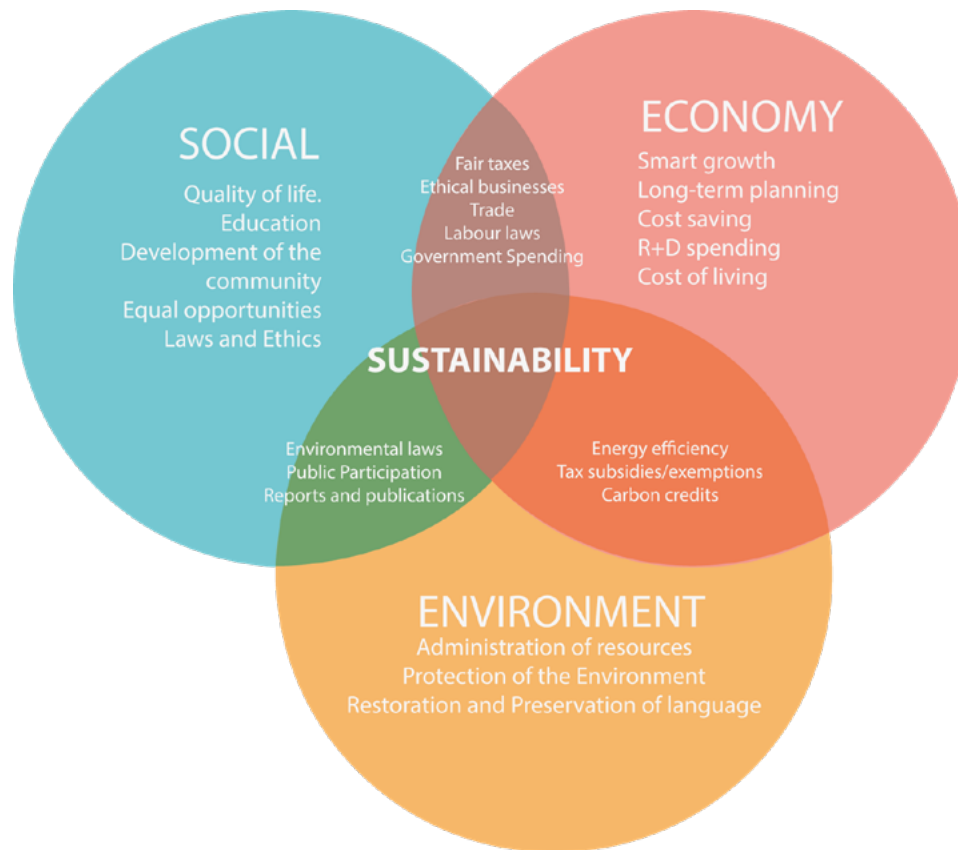 SOCIAL
Quality of life.
Education
Development of the
community
Equal opportunities
Laws and Ethics
Fair taxes
Ethical businesses
Trade
Labour laws
Government Spending
ECONOMY
Smart growth
Long-term planning
Cost saving
R+D spending
Cost of living
SUSTAINABILITY
Environmental laws
Public Participation
Reports and publications
Energy efficiency
Tax subsidies/exemptions
Carbon credits
ENVIRONMENT
Administration of resources
Protection of the Environment
Restoration and Preservation of language